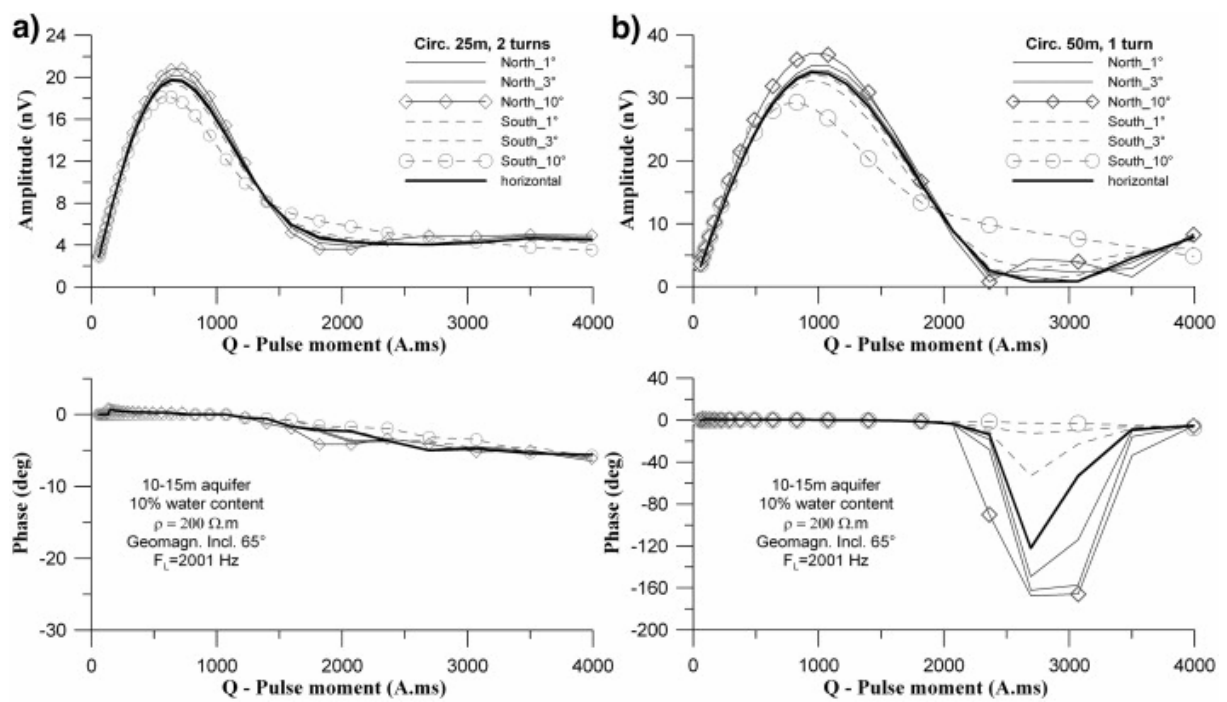 a)
24
20
16
12
8
4
0
Amplitude (nV)
Circ. 25m, 2 turns
North_1°
North_3°
North_10°
South_1°
South_3°
South_10°
horizontal
0 1000 2000 3000 4000
Q - Pulse moment (A.ms)
b)
40
30
20
10
0
Amplitude (nV)
Circ. 50m, 1 turn
North_1°
North_3°
North_10°
South_1°
South_3°
South_10°
horizontal
0 1000 2000 3000 4000
Q - Pulse moment (A.ms)
0
-10
-20
-30
Phase (deg)
10-15m aquifer
10% water content
ρ = 200 Ω.m
Geomagn. Incl. 65°
F_L=2001 Hz
0 1000 2000 3000 4000
Q - Pulse moment (A.ms)
40
0
-40
-80
-120
-160
-200
Phase (deg)
10-15m aquifer
10% water content
ρ = 200 Ω.m
Geomagn. Incl. 65°
F_L=2001 Hz
0 1000 2000 3000 4000
Q - Pulse moment (A.ms)